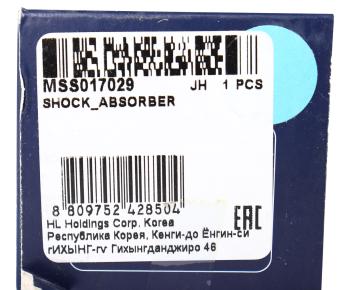 MSS017029 JH 1 PCS
SHOCK_ABSORBER
8 809752 428504
HL Holdings Corp. Korea
Республика Корея, Кенги-до Ёнгин-си
гИХЫНГ-гv Гихынгданджиро 46
EAC